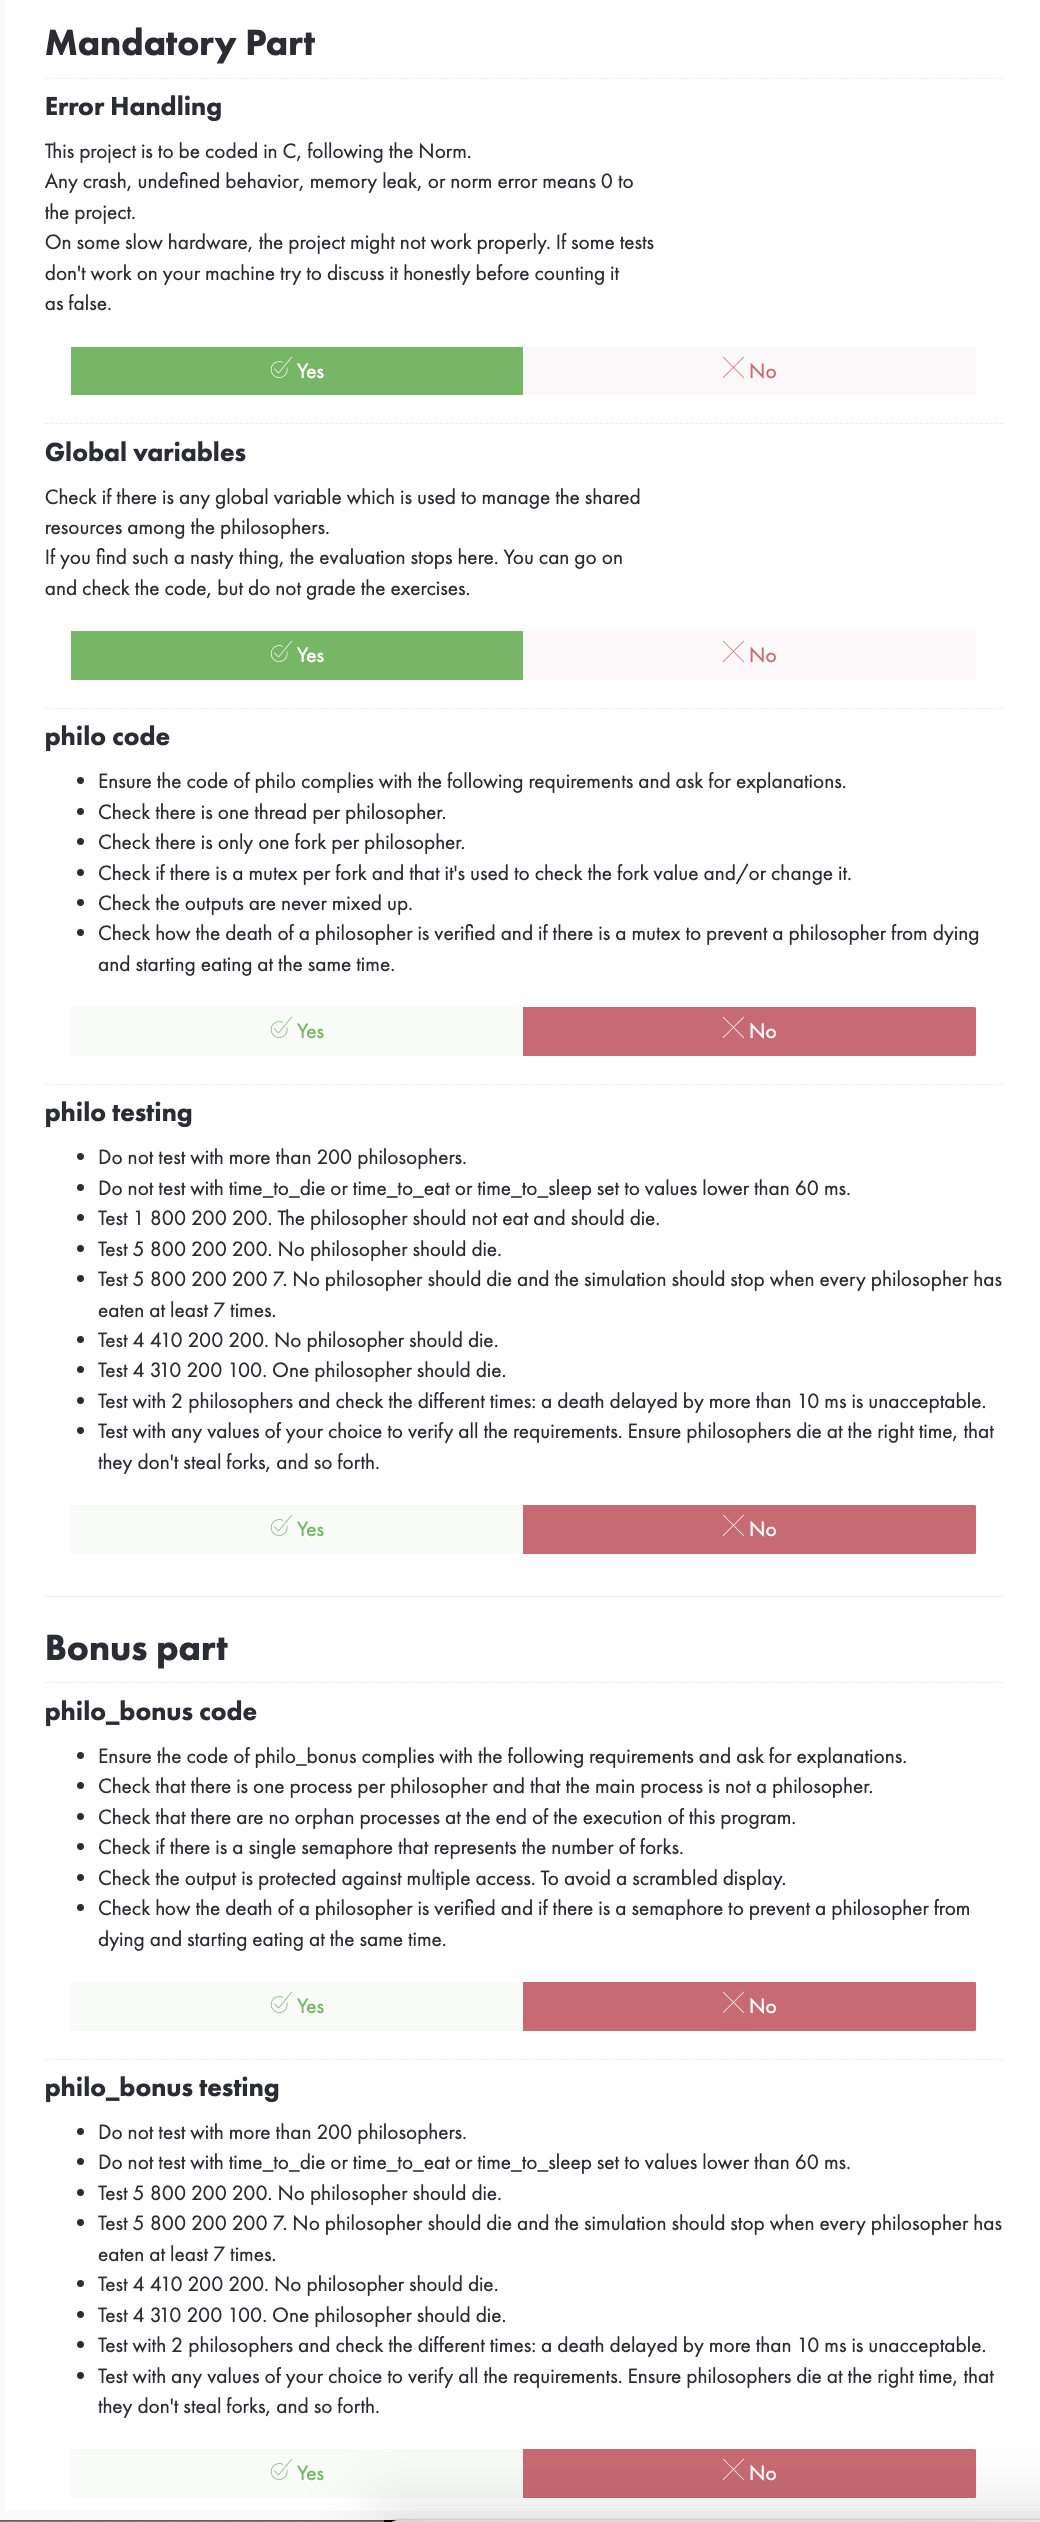 Mandatory Part
Error Handling
This project is to be coded in C, following the Norm.
Any crash, undefined behavior, memory leak, or norm error means 0 to
the project.
On some slow hardware, the project might not work properly. If some tests
don't work on your machine try to discuss it honestly before counting it
as false.
Yes
No
Global variables
Check if there is any global variable which is used to manage the shared
resources among the philosophers.
If you find such a nasty thing, the evaluation stops here. You can go on
and check the code, but do not grade the exercises.
Yes
No
philo code
• Ensure the code of philo complies with the following requirements and ask for explanations.
• Check there is one thread per philosopher.
• Check there is only one fork per philosopher.
• Check if there is a mutex per fork and that it's used to check the fork value and/or change it.
• Check the outputs are never mixed up.
• Check how the death of a philosopher is verified and if there is a mutex to prevent a philosopher from dying
and starting eating at the same time.
Yes
No
philo testing
• Do not test with more than 200 philosophers.
• Do not test with time_to_die or time_to_eat or time_to_sleep set to values lower than 60 ms.
• Test 1 800 200 200. The philosopher should not eat and should die.
• Test 5 800 200 200. No philosopher should die.
• Test 5 800 200 200 7. No philosopher should die and the simulation should stop when every philosopher has
eaten at least 7 times.
• Test 4 410 200 200. No philosopher should die.
• Test 4 310 200 100. One philosopher should die.
• Test with 2 philosophers and check the different times: a death delayed by more than 10 ms is unacceptable.
• Test with any values of your choice to verify all the requirements. Ensure philosophers die at the right time, that
they don't steal forks, and so forth.
Yes
No
Bonus part
philo_bonus code
• Ensure the code of philo_bonus complies with the following requirements and ask for explanations.
• Check that there is one process per philosopher and that the main process is not a philosopher.
• Check that there are no orphan processes at the end of the execution of this program.
• Check if there is a single semaphore that represents the number of forks.
• Check the output is protected against multiple access. To avoid a scrambled display.
• Check how the death of a philosopher is verified and if there is a semaphore to prevent a philosopher from
dying and starting eating at the same time.
Yes
No
philo_bonus testing
• Do not test with more than 200 philosophers.
• Do not test with time_to_die or time_to_eat or time_to_sleep set to values lower than 60 ms.
• Test 5 800 200 200. No philosopher should die.
• Test 5 800 200 200 7. No philosopher should die and the simulation should stop when every philosopher has
eaten at least 7 times.
• Test 4 410 200 200. No philosopher should die.
• Test 4 310 200 100. One philosopher should die.
• Test with 2 philosophers and check the different times: a death delayed by more than 10 ms is unacceptable.
• Test with any values of your choice to verify all the requirements. Ensure philosophers die at the right time, that
they don't steal forks, and so forth.
Yes
No